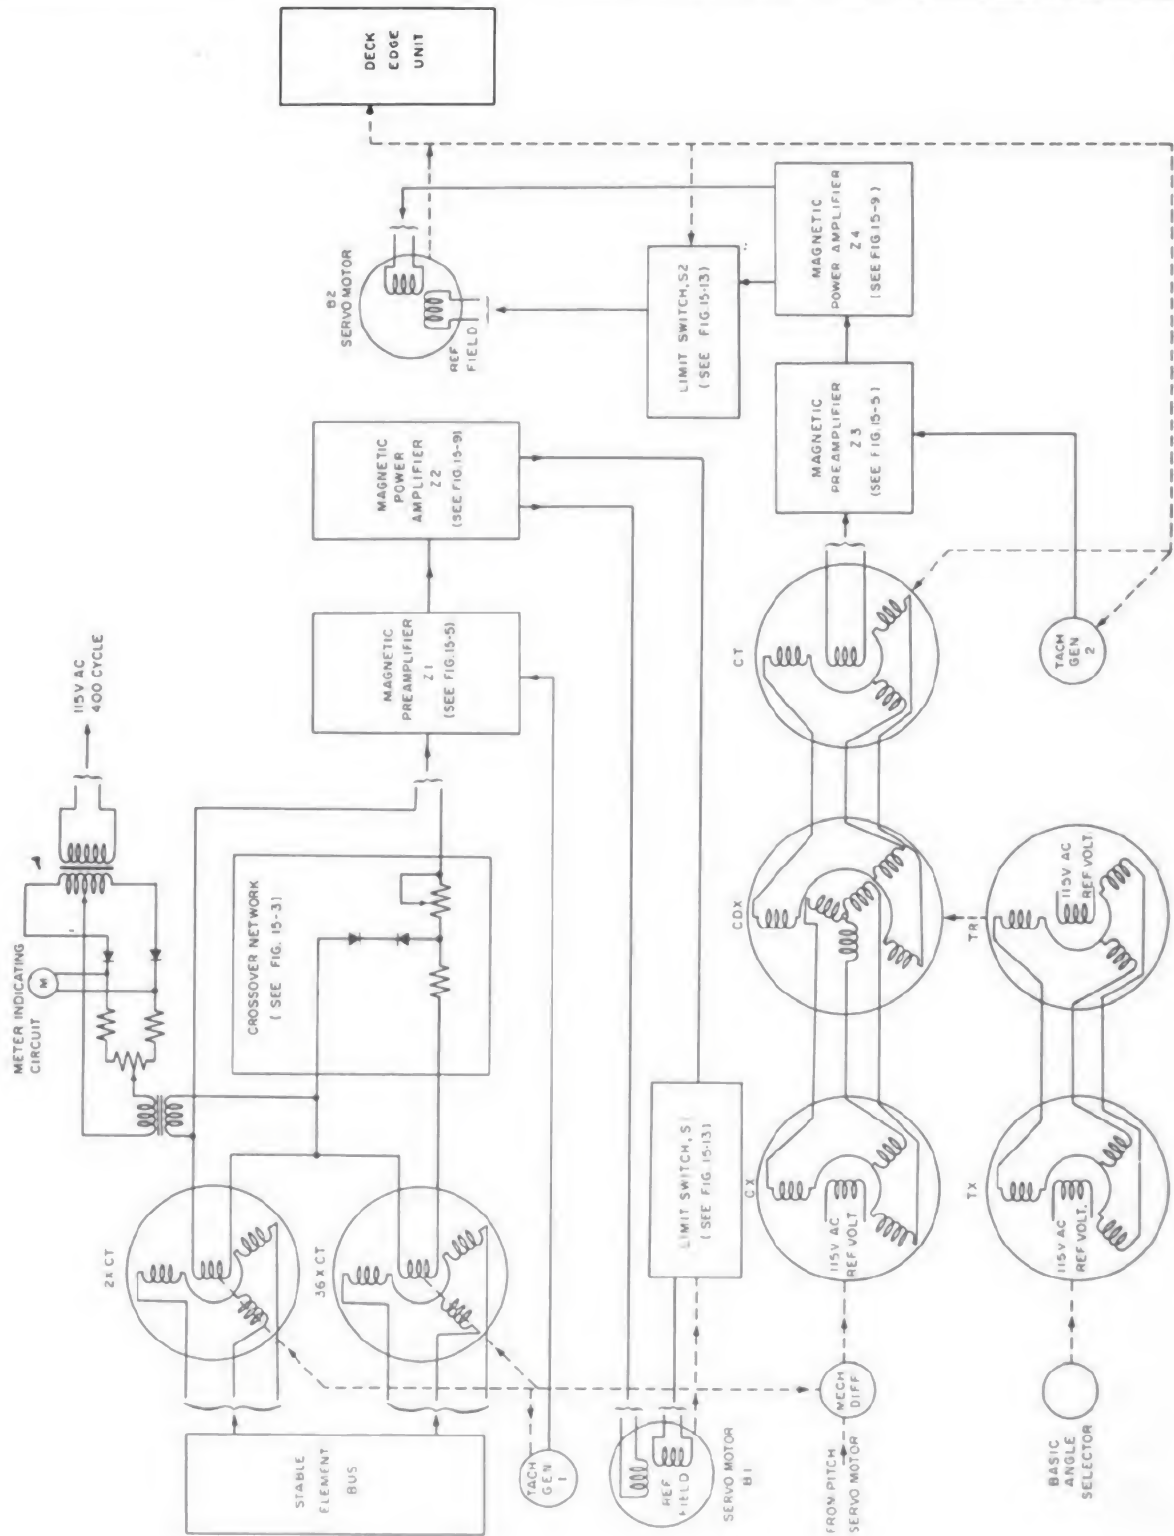 METER INDICATING
CIRCUIT
M
115V AC
400 CYCLE
2X CT
36X CT
STABLE
ELEMENT
BUS
CROSSOVER NETWORK
( SEE FIG. 15-3)
MAGNETIC
PREAMPLIFIER
Z1
(SEE FIG.15-5)
MAGNETIC
POWER
AMPLIFIER
Z2
(SEE FIG.15-9)
TACH
GEN
1
SERVO MOTOR
B1
REF
FIELD
LIMIT SWITCH, S1
( SEE FIG. 15-13)
B2
SERVO MOTOR
REF
FIELD
DECK
EDGE
UNIT
LIMIT SWITCH, S2
( SEE FIG. 15-13)
FROM PITCH
SERVO MOTOR
MECH
DIFF
CX
115V AC
REF VOLT.
CDX
CT
MAGNETIC
PREAMPLIFIER
Z3
(SEE FIG. 15-5)
MAGNETIC
POWER AMPLIFIER
Z4
(SEE FIG.15-9)
BASIC
ANGLE
SELECTOR
TX
115V AC
REF VOLT.
TR
115V AC
REF VOLT.
TACH
GEN
2